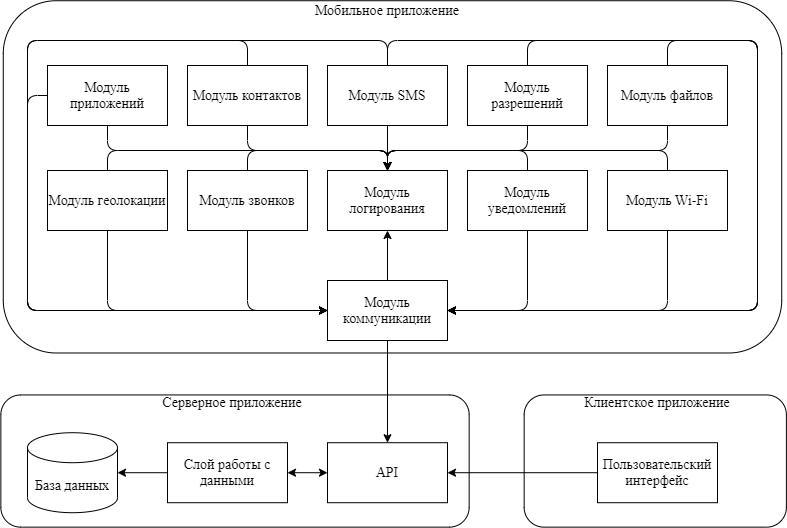 Мобильное приложение
Модуль
приложений
Модуль контактов
Модуль SMS
Модуль
разрешений
Модуль файлов
Модуль геолокации
Модуль звонков
Модуль
логирования
Модуль
уведомлений
Модуль Wi-Fi
Модуль
коммуникации
Серверное приложение
Клиентское приложение
База данных
Слой работы с
данными
API
Пользовательский
интерфейс